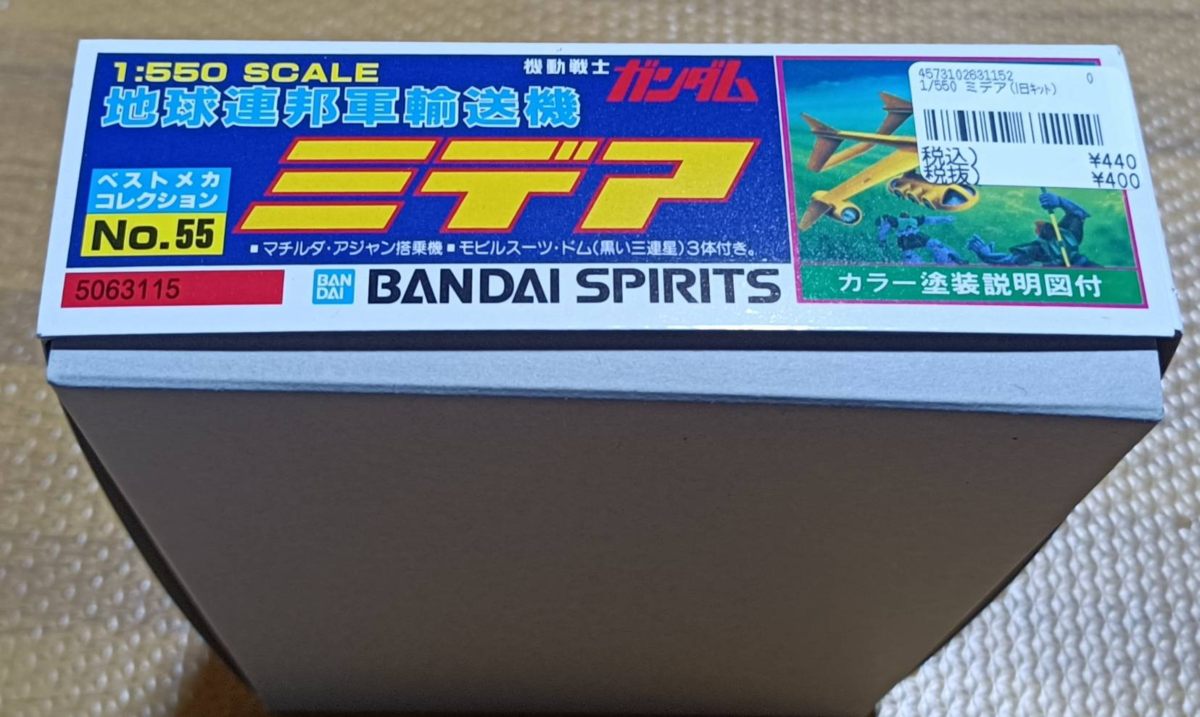 1:550 SCALE
機動戦士 ガンダム
地球連邦軍輸送機
ミデア
ベストメカ
コレクション
No.55
■マチルダ・アジャン搭乗機 ■モビルスーツ・ドム(黒い三連星)3体付き。
5063115
BAN
DAI
BANDAI SPIRITS
4573102631152 0
1/550 ミデア(旧キット)
税込) ¥440
税抜) ¥400
カラー塗装説明図付